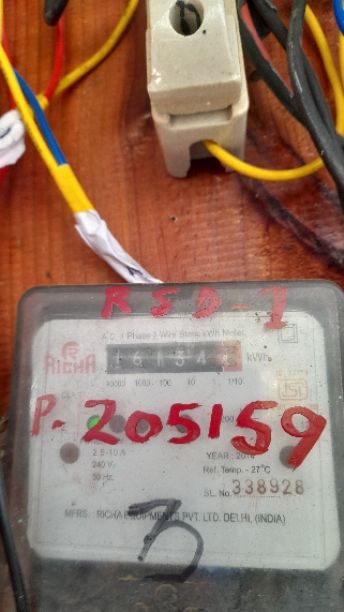 RSD-1
A.C. 1 Phase 2 Wire Static kWh Meter
RICHA
16134
kWh
10000 1000 100 10 1 1/10
P. 205159
2.5-10 A
240 V
50 Hz.
YEAR : 2014
Ref. Temp. - 27°C
SL. No. 338928
MFRS. : RICHA EQUIPMENTS PVT. LTD. DELHI, (INDIA)
3